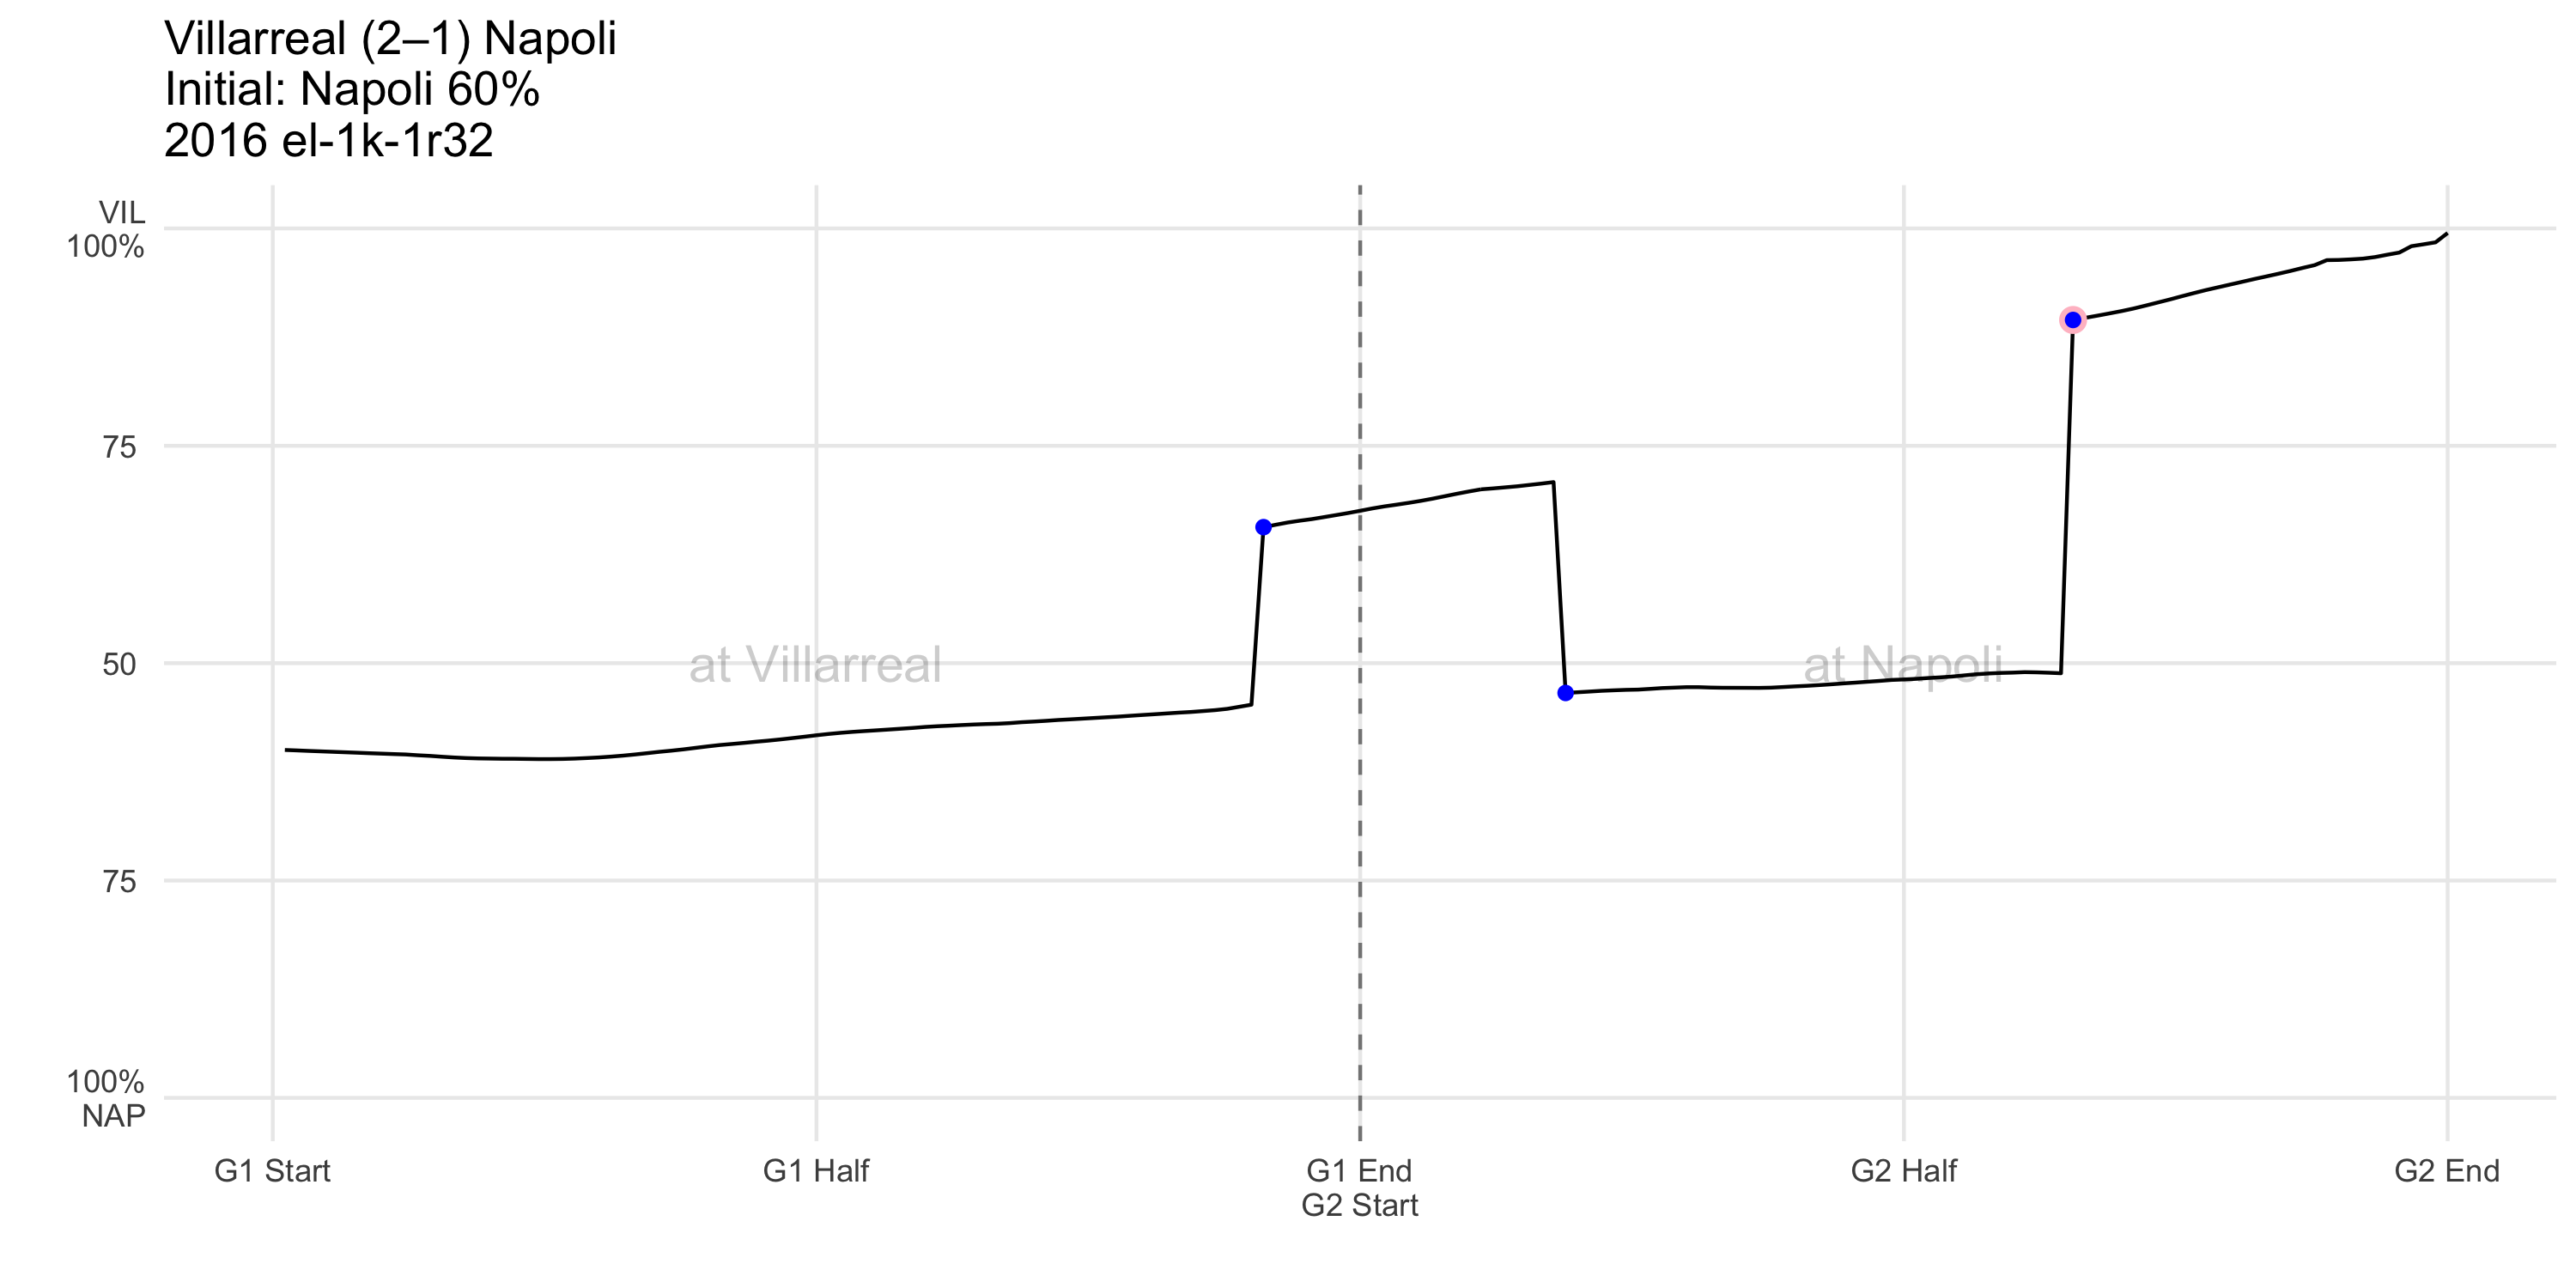 Villarreal (2–1) Napoli
Initial: Napoli 60%
2016 el-1k-1r32
VIL
100%
75
50
75
100%
NAP
at Villarreal
at Napoli
G1 Start
G1 Half
G1 End
G2 Start
G2 Half
G2 End